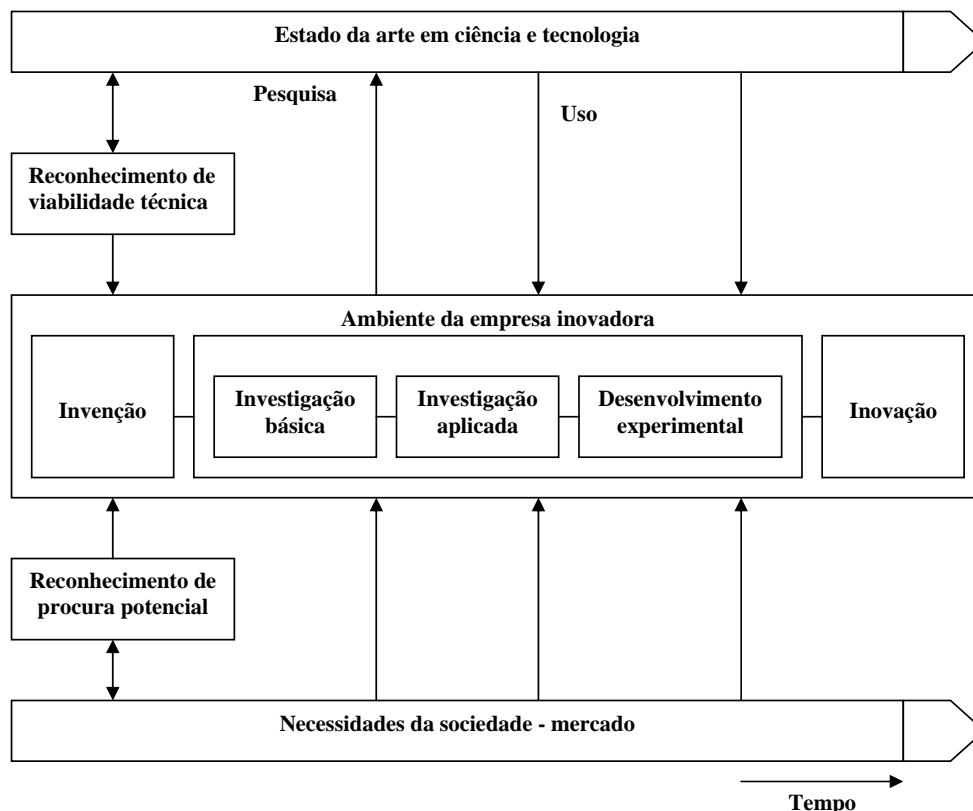 Estado da arte em ciência e tecnologia
Pesquisa
Uso
Reconhecimento de
viabilidade técnica
Ambiente da empresa inovadora
Invenção
Investigação
básica
Investigação
aplicada
Desenvolvimento
experimental
Inovação
Reconhecimento de
procura potencial
Necessidades da sociedade - mercado
Tempo